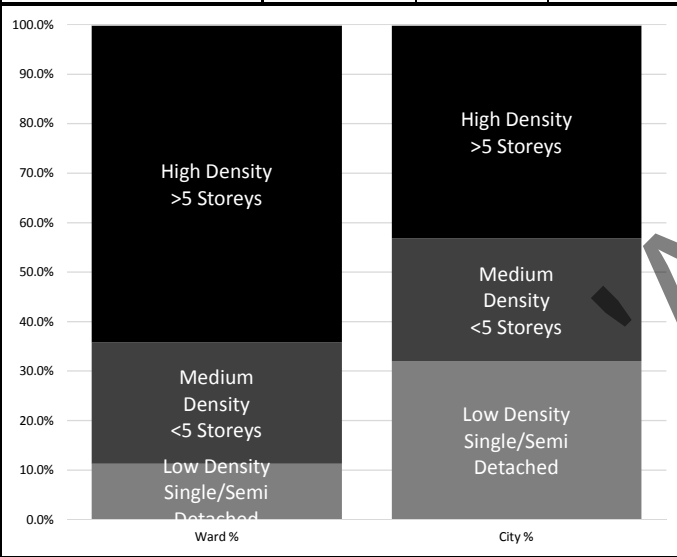 100.0%
90.0%
80.0%
70.0%
60.0%
50.0%
40.0%
30.0%
20.0%
10.0%
0.0%
High Density
>5 Storeys
Medium
Density
<5 Storeys
Low Density
Single/Semi
Detached
High Density
>5 Storeys
Medium
Density
<5 Storeys
Low Density
Single/Semi
Detached
Ward %
City %